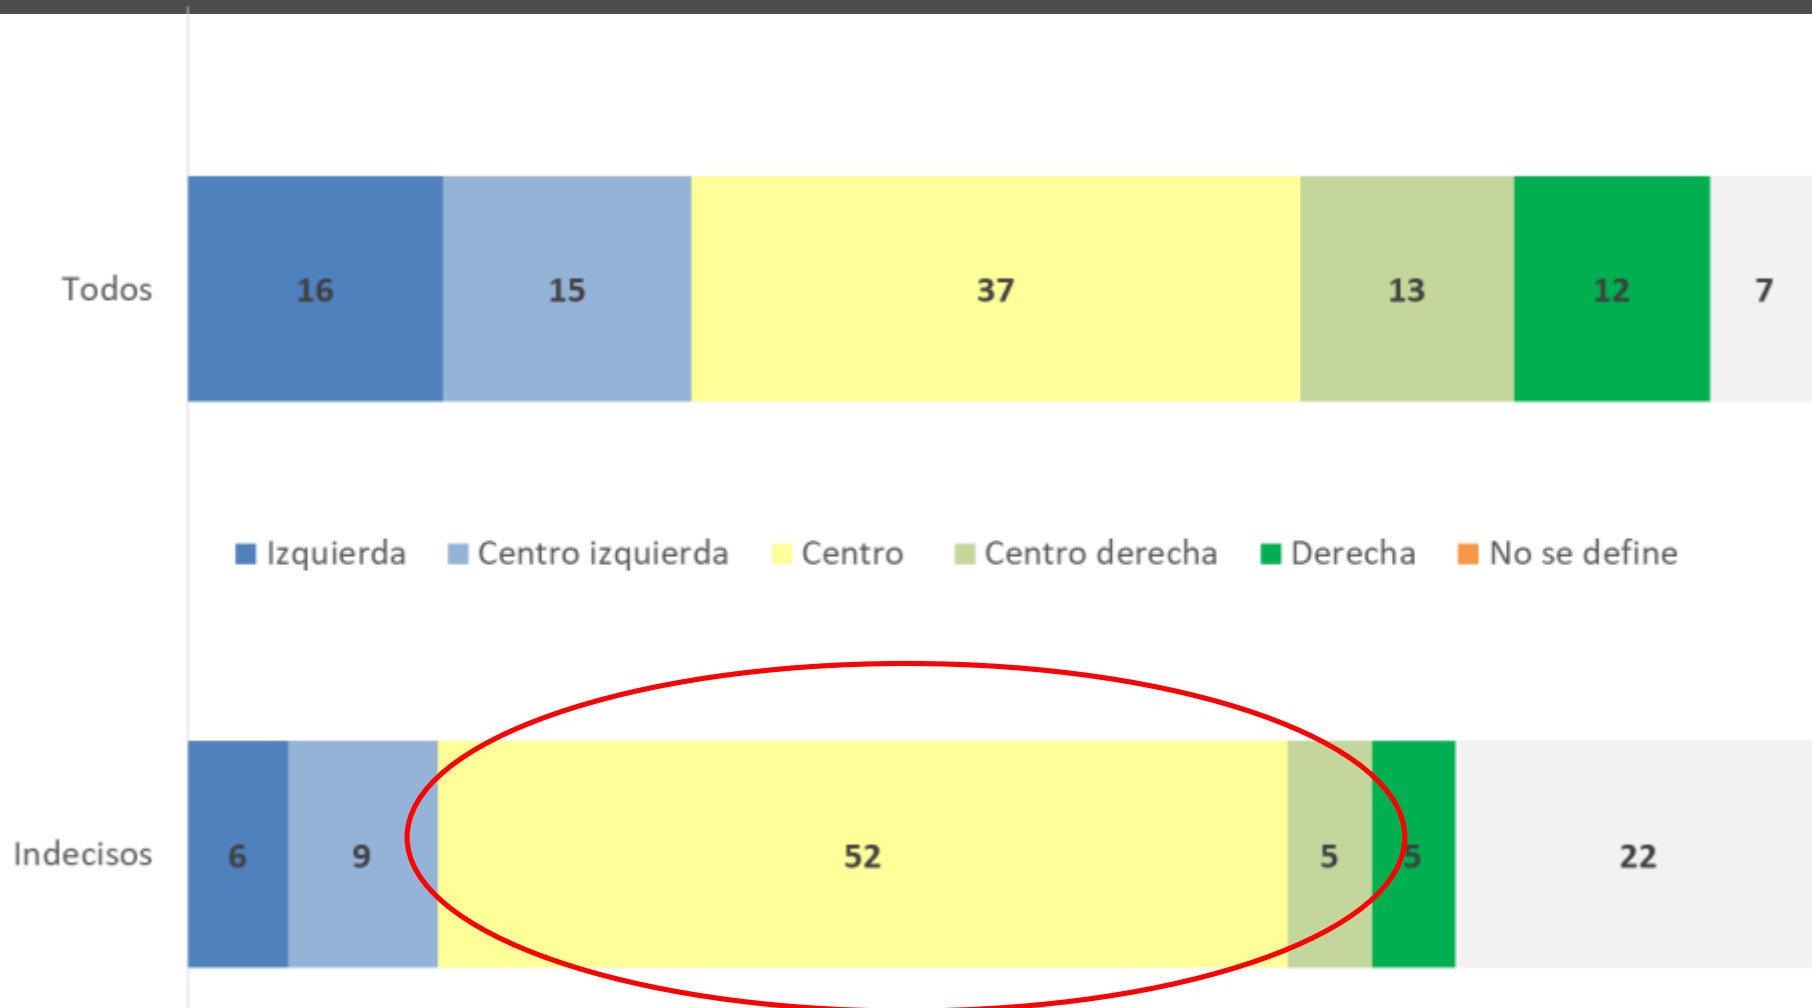 Todos 16 15 37 13 12 7
Izquierda Centro izquierda Centro Centro derecha Derecha No se define
Indecisos 6 9 52 5 5 22